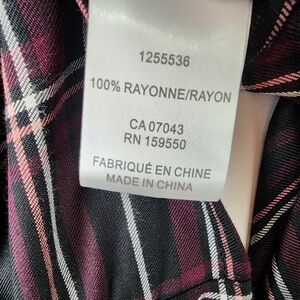 1255536
100% RAYONNE/RAYON
CA 07043
RN 159550
FABRIQUÉ EN CHINE
MADE IN CHINA